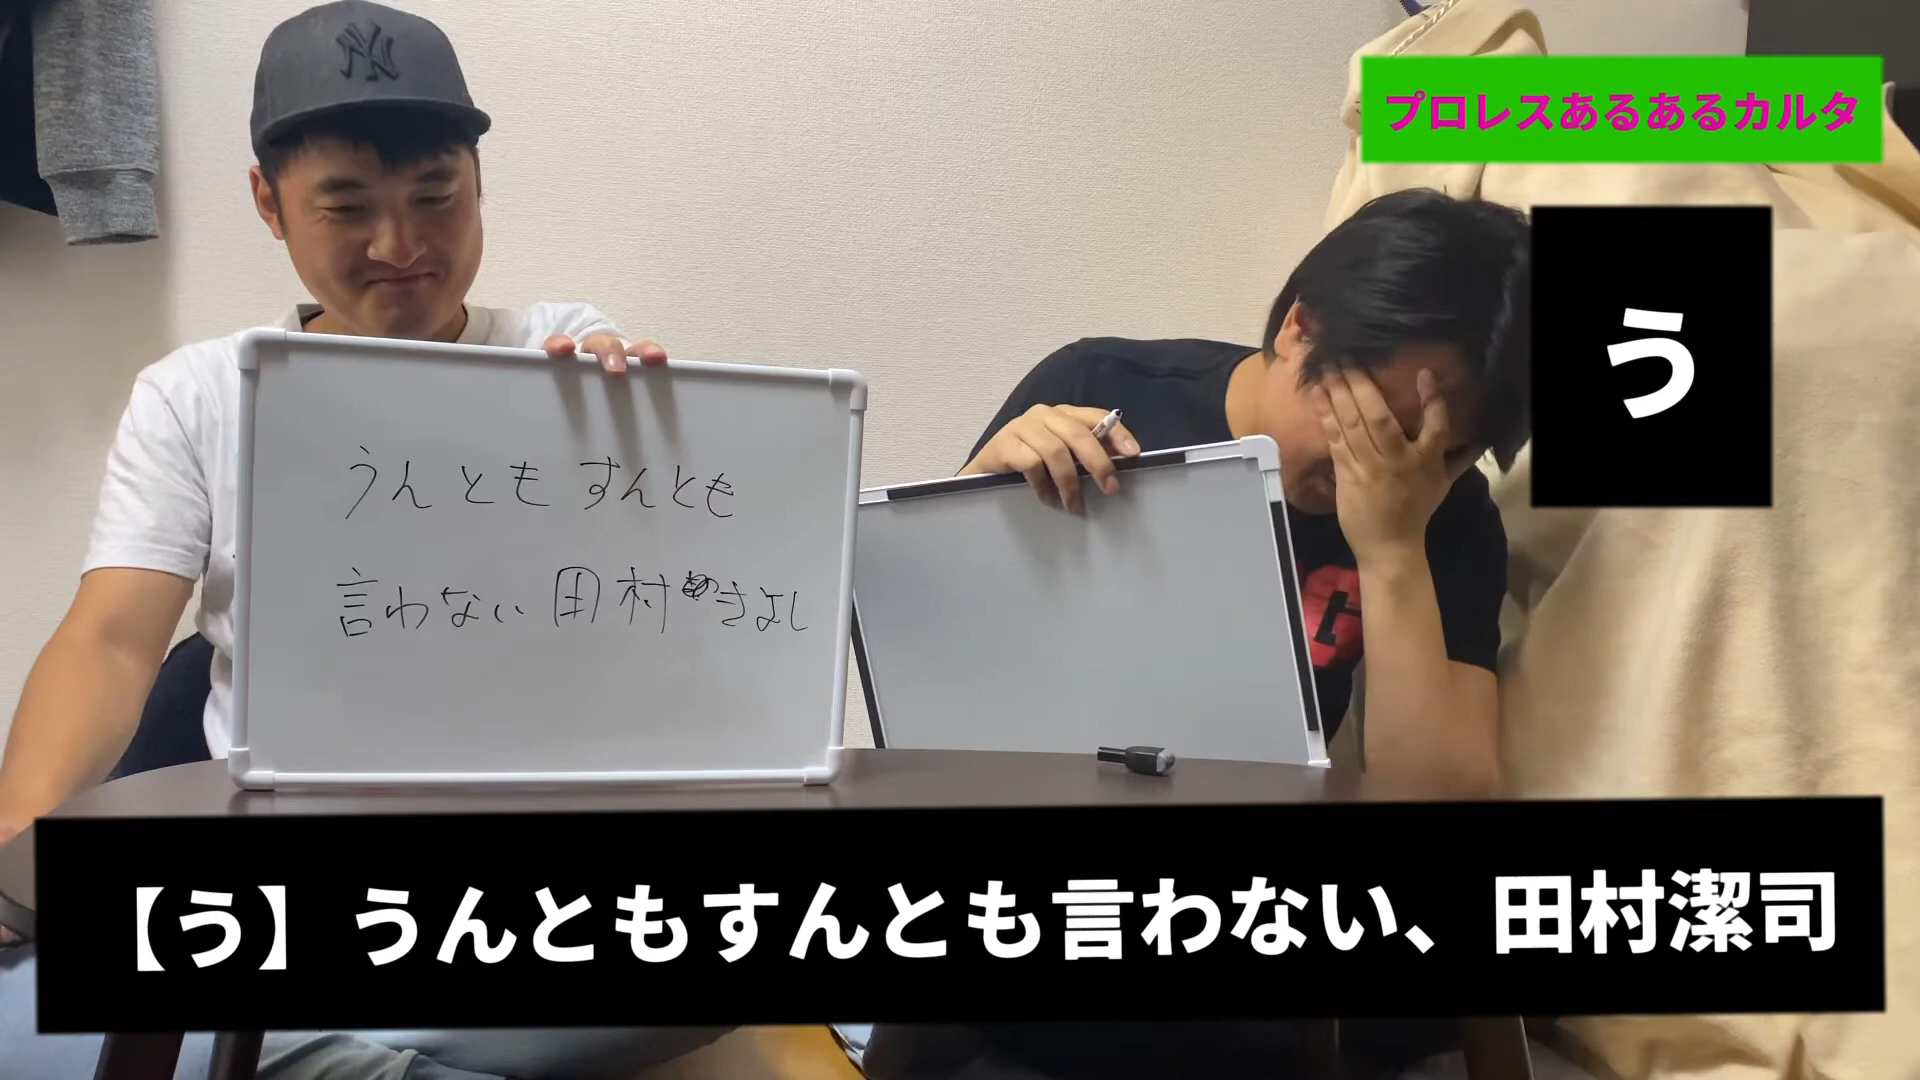 プロレスあるあるカルタ
う
NY
うんともすんとも
言わない田村きよし
【う】うんともすんとも言わない、田村潔司